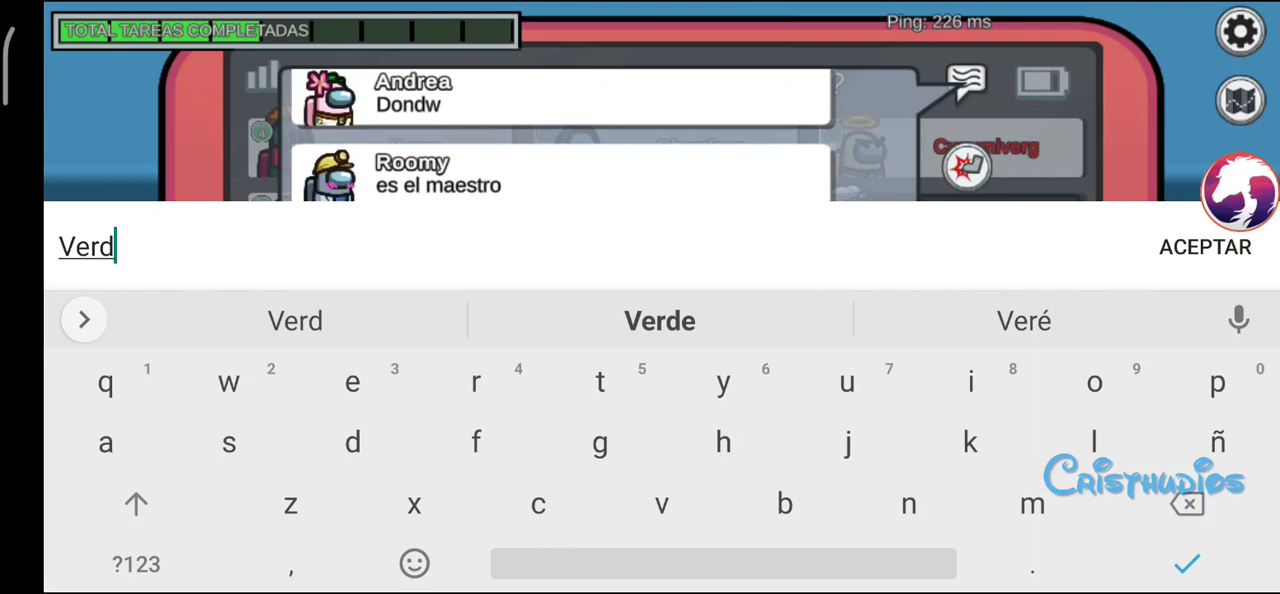 TOTAL TAREAS COMPLETADAS
Ping: 226 ms
Andrea
Dondw
Roomy
es el maestro
Verd
ACEPTAR
Verd Verde Veré
q 1 w 2 e 3 r 4 t 5 y 6 u 7 i 8 o 9 p 0
a s d f g h j k l ñ
CRISTHUDIOS
z x c v b n m
?123 , .